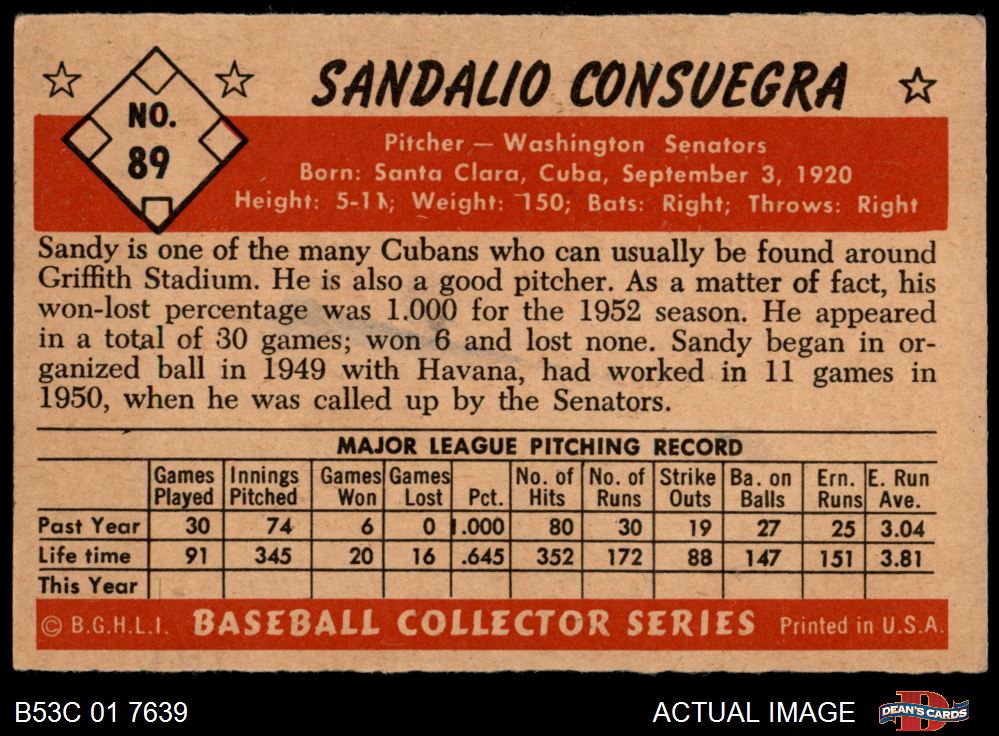 SANDALIO CONSUEGRA
NO.
89
Pitcher — Washington Senators
Born: Santa Clara, Cuba, September 3, 1920
Height: 5-11; Weight: 150; Bats: Right; Throws: Right
Sandy is one of the many Cubans who can usually be found around
Griffith Stadium. He is also a good pitcher. As a matter of fact, his
won-lost percentage was 1.000 for the 1952 season. He appeared
in a total of 30 games; won 6 and lost none. Sandy began in or-
ganized ball in 1949 with Havana, had worked in 11 games in
1950, when he was called up by the Senators.
MAJOR LEAGUE PITCHING RECORD
Games Innings Games Games No. of No. of Strike Ba. on Ern. E. Run
Played Pitched Won Lost Pct. Hits Runs Outs Balls Runs Ave.
Past Year 30 74 6 0 1.000 80 30 19 27 25 3.04
Life time 91 345 20 16 .645 352 172 88 147 151 3.81
This Year
© B.G.H.L.I. BASEBALL COLLECTOR SERIES Printed in U.S.A.
B53C 01 7639 ACTUAL IMAGE DEAN'S CARDS